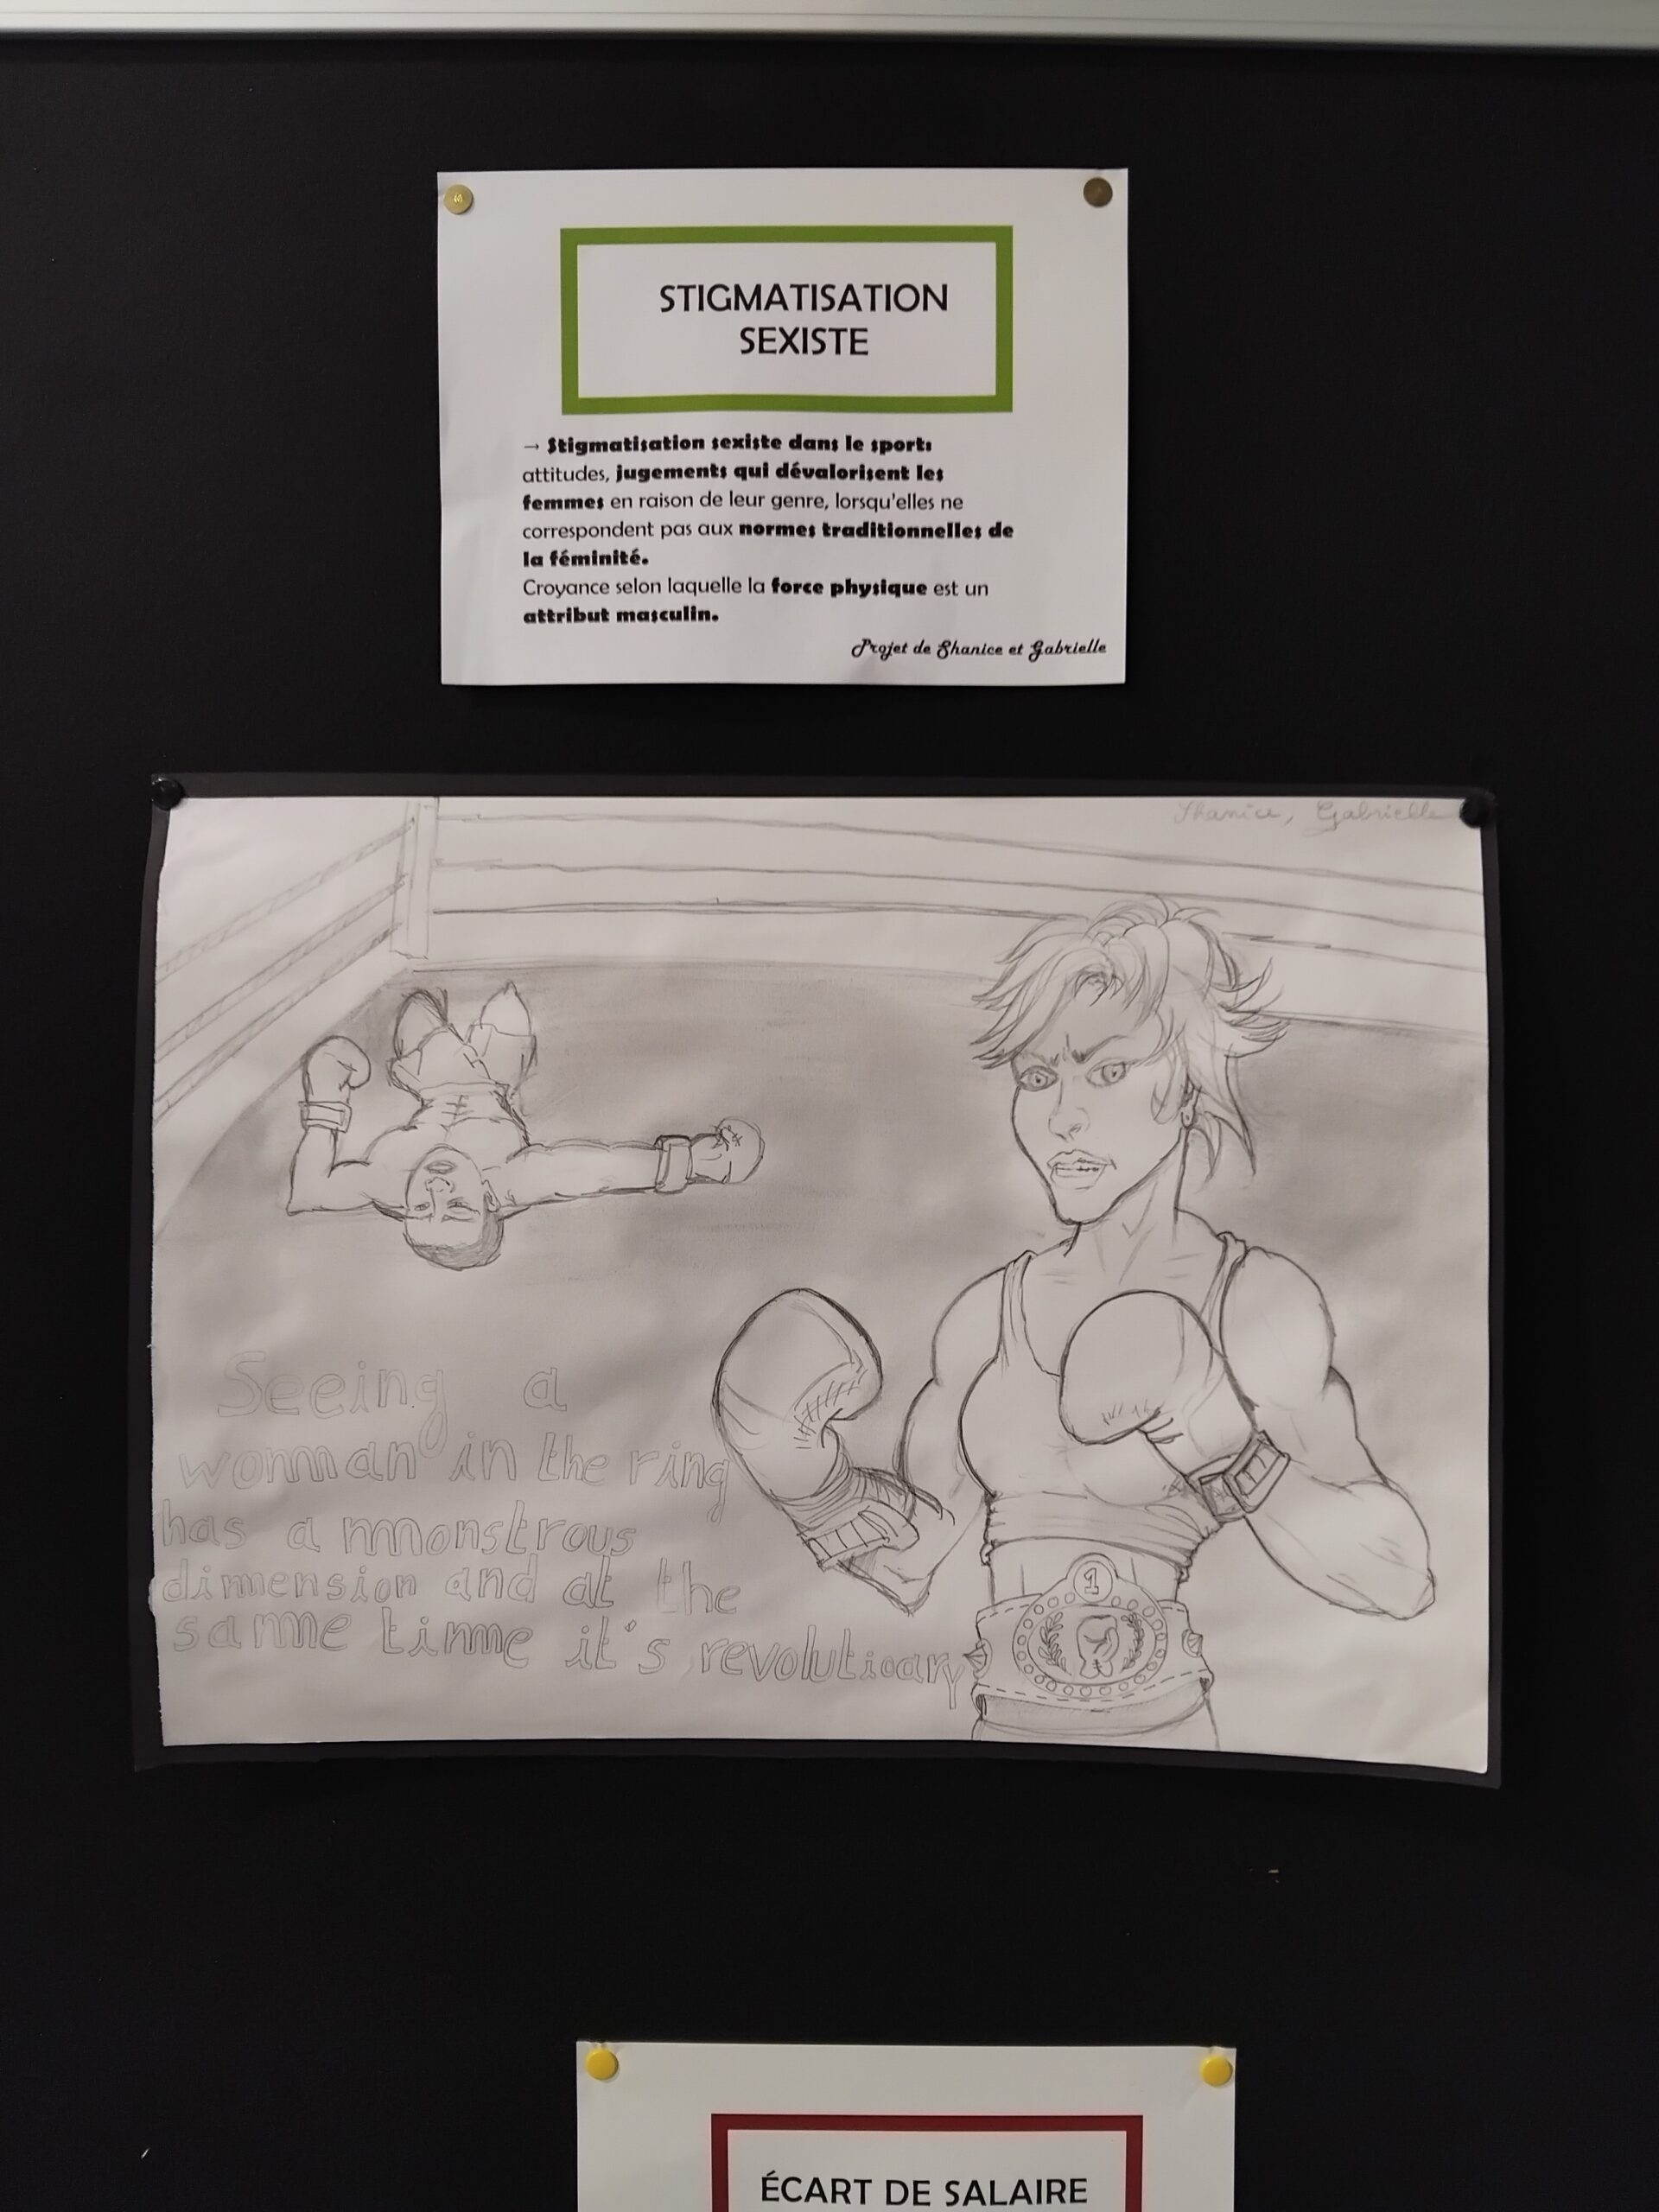 STIGMATISATION
SEXISTE
→ Stigmatisation sexiste dans le sport:
attitudes, jugements qui dévalorisent les
femmes en raison de leur genre, lorsqu'elles ne
correspondent pas aux normes traditionnelles de
la féminité.
Croyance selon laquelle la force physique est un
attribut masculin.
Projet de Shanice et Gabrielle
Shanice, Gabrielle
Seeing a
woman in the ring
has a monstrous
dimension and at the
same time it's revolutioary
1
ÉCART DE SALAIRE